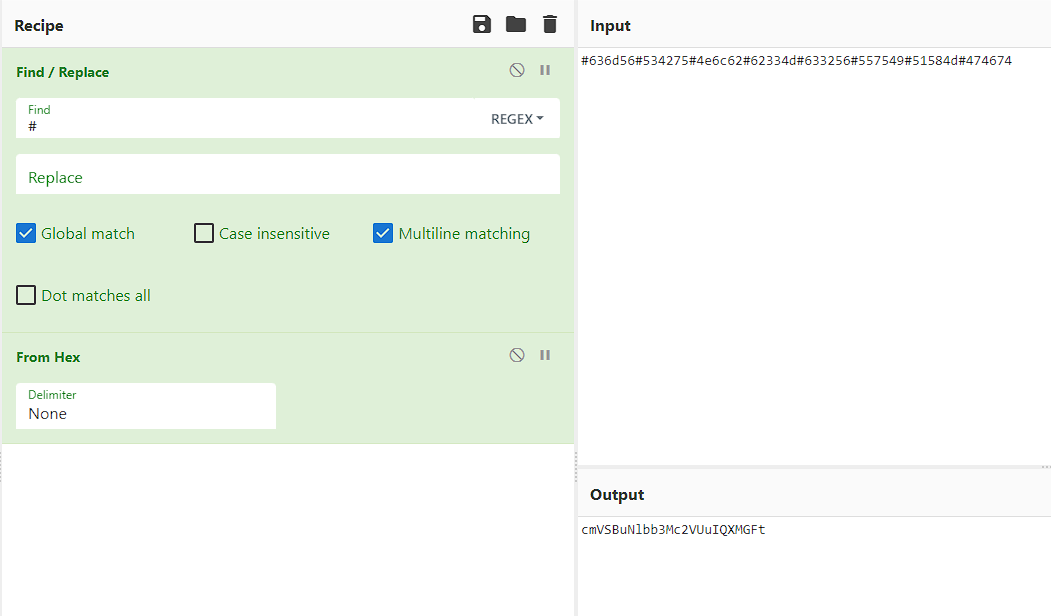 Recipe
Find / Replace
Find
#
REGEX
Replace
Global match
Case insensitive
Multiline matching
Dot matches all
From Hex
Delimiter
None
Input
#636d56#534275#4e6c62#62334d#633256#557549#51584d#474674
Output
cmVSBuNlbb3Mc2VUuIQXMGFt